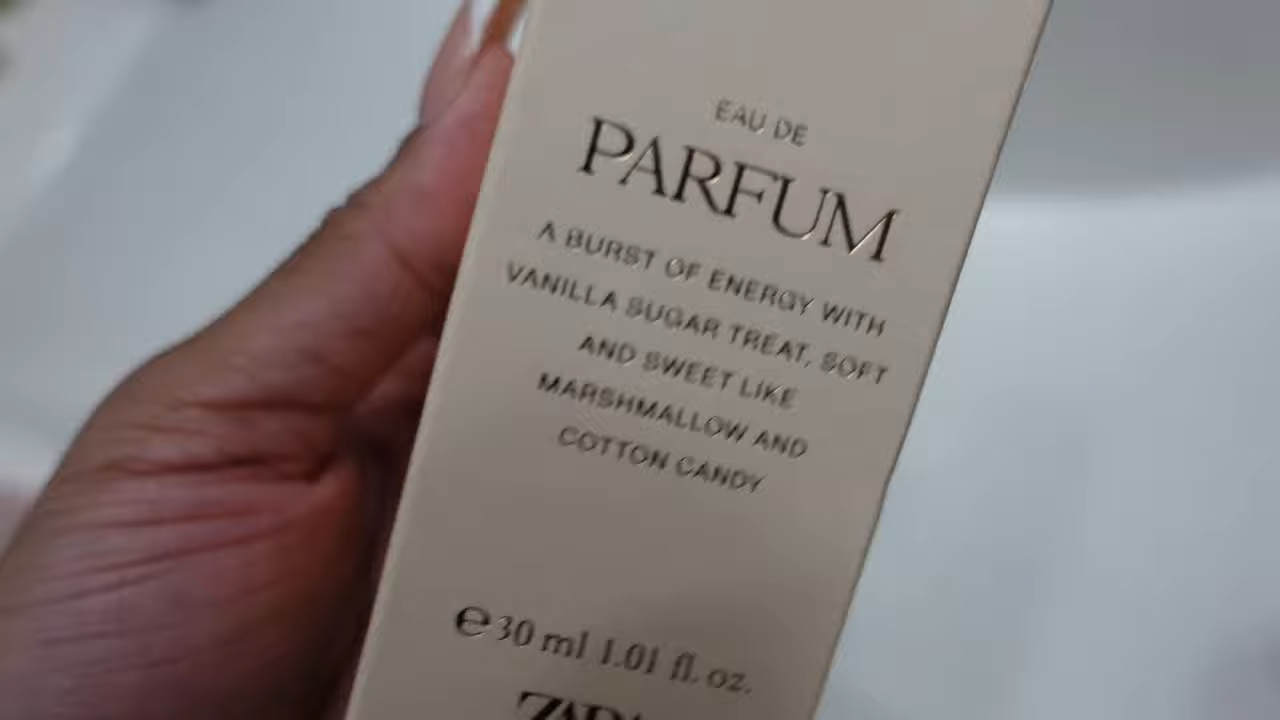 EAU DE
PARFUM
A BURST OF ENERGY WITH
VANILLA SUGAR TREAT, SOFT
AND SWEET LIKE
MARSHMALLOW AND
COTTON CANDY
℮30 ml 1.01 fl. oz.
ZARA